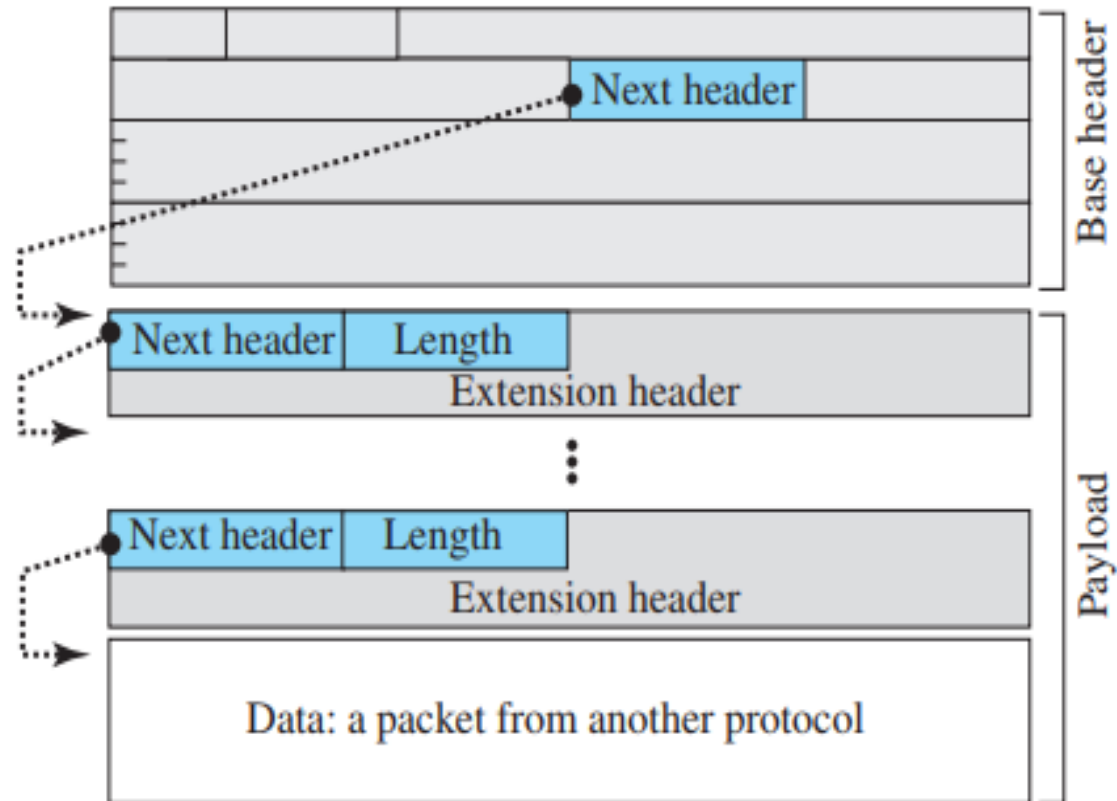 Base header
Next header
Next header
Length
Extension header
Payload
Next header
Length
Extension header
Data: a packet from another protocol